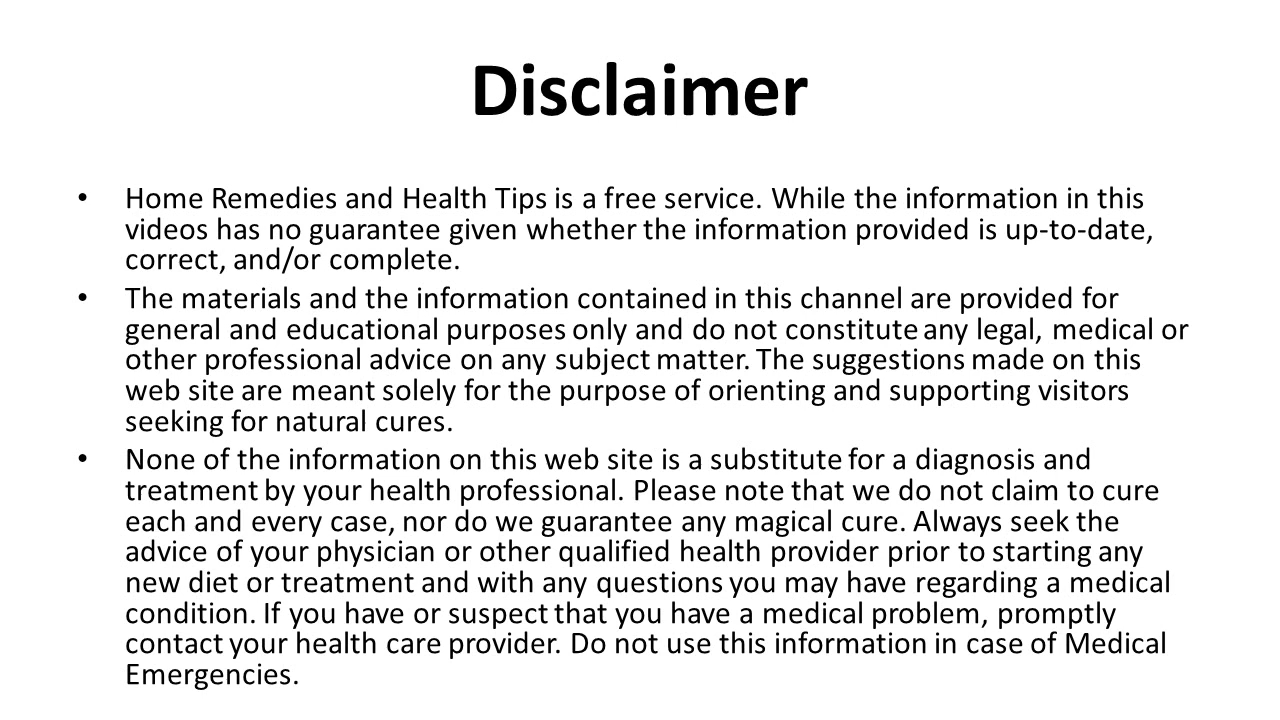 Disclaimer
• Home Remedies and Health Tips is a free service. While the information in this
videos has no guarantee given whether the information provided is up-to-date,
correct, and/or complete.
• The materials and the information contained in this channel are provided for
general and educational purposes only and do not constitute any legal, medical or
other professional advice on any subject matter. The suggestions made on this
web site are meant solely for the purpose of orienting and supporting visitors
seeking for natural cures.
• None of the information on this web site is a substitute for a diagnosis and
treatment by your health professional. Please note that we do not claim to cure
each and every case, nor do we guarantee any magical cure. Always seek the
advice of your physician or other qualified health provider prior to starting any
new diet or treatment and with any questions you may have regarding a medical
condition. If you have or suspect that you have a medical problem, promptly
contact your health care provider. Do not use this information in case of Medical
Emergencies.